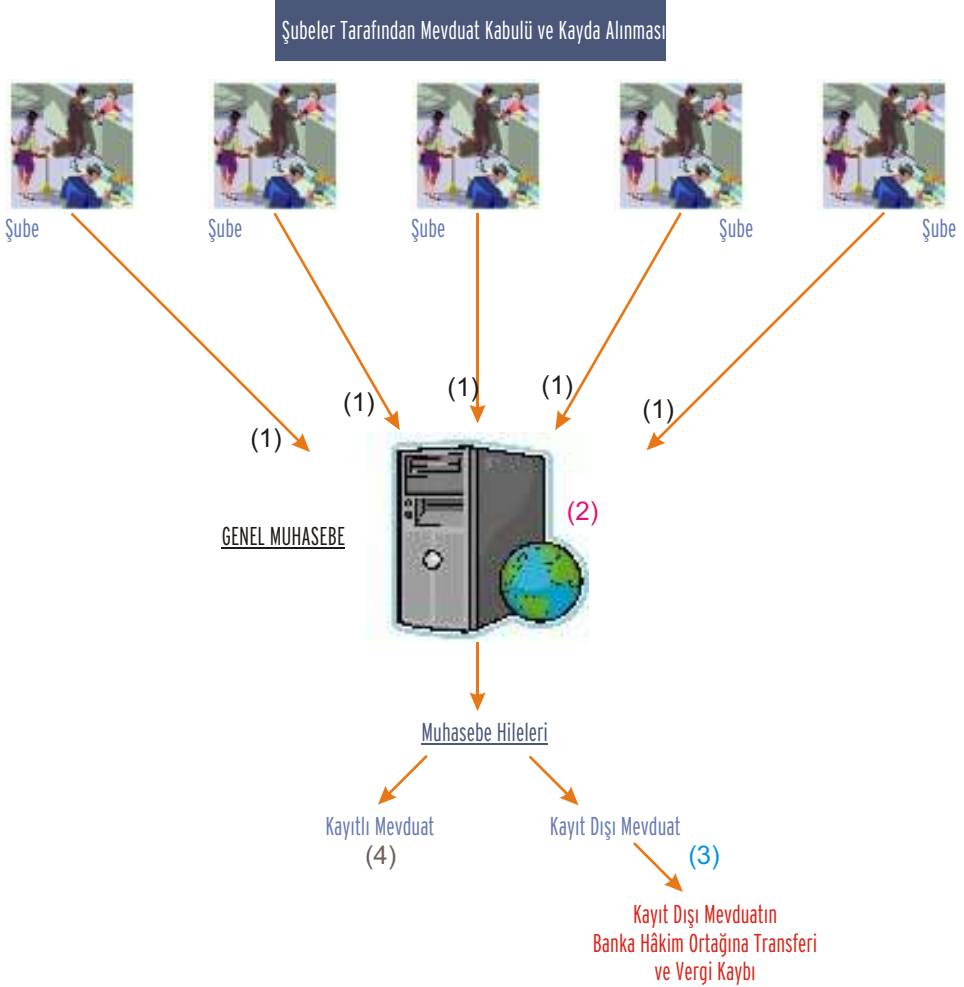 Şubeler Tarafından Mevduat Kabulü ve Kayda Alınması
Şube
Şube
Şube
Şube
Şube
(1)
(1)
(1)
(1)
(1)
(2)
GENEL MUHASEBE
Muhasebe Hileleri
Kayıtlı Mevduat
(4)
Kayıt Dışı Mevduat
(3)
Kayıt Dışı Mevduatın
Banka Hâkim Ortağına Transferi
ve Vergi Kaybı